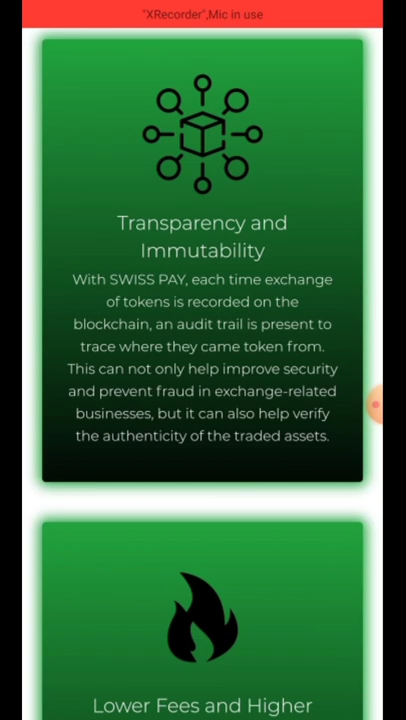 "XRecorder",Mic in use
Transparency and
Immutability
With SWISS PAY, each time exchange
of tokens is recorded on the
blockchain, an audit trail is present to
trace where they came token from.
This can not only help improve security
and prevent fraud in exchange-related
businesses, but it can also help verify
the authenticity of the traded assets.
Lower Fees and Higher